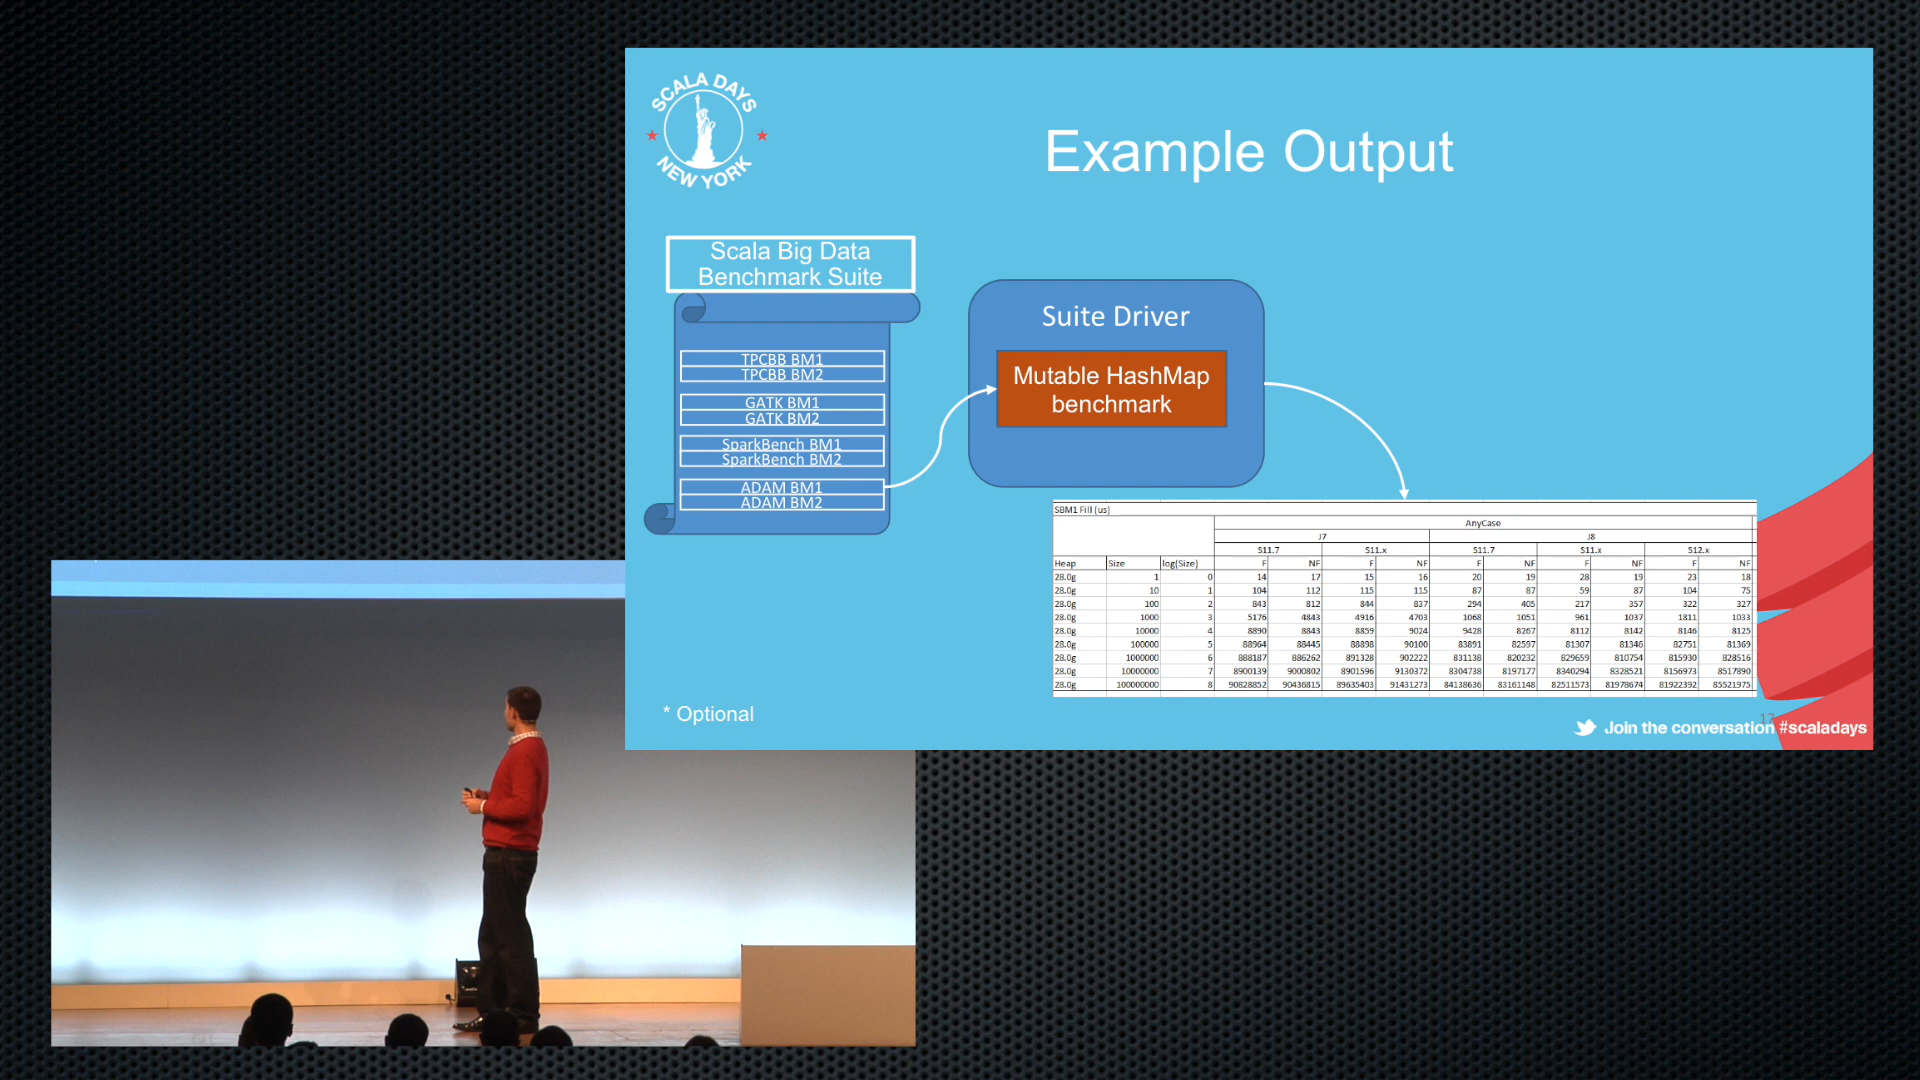 SCALA DAYS
NEW YORK
Example Output
Scala Big Data
Benchmark Suite
TPCBB BM1
TPCBB BM2
GATK BM1
GATK BM2
SparkBench BM1
SparkBench BM2
ADAM BM1
ADAM BM2
Suite Driver
Mutable HashMap
benchmark
SBM1 Fill (us)
AnyCase
J7 J8
S11.7 S11.x S11.7 S11.x S12.x
Heap Size log(Size) F NF F NF F NF F NF F NF
28.0g 1 0 14 17 15 16 20 19 28 19 23 18
28.0g 10 1 104 112 115 115 87 87 59 87 104 75
28.0g 100 2 843 812 844 837 294 405 217 357 322 327
28.0g 1000 3 5176 4843 4916 4703 1068 1051 961 1037 1811 1033
28.0g 10000 4 8890 8843 8859 9024 9428 8267 8112 8142 8146 8125
28.0g 100000 5 88964 88445 88898 90100 83891 82597 81307 81346 82751 81369
28.0g 1000000 6 888187 886262 891328 902222 831138 820232 829659 810754 815930 828516
28.0g 10000000 7 8900139 9000802 8901596 9130372 8304738 8197177 8340294 8328521 8156973 8517890
28.0g 100000000 8 90828852 90436815 89635403 91431273 84138636 83161148 82511573 81978674 81922392 85521975
* Optional
17
Join the conversation #scaladays